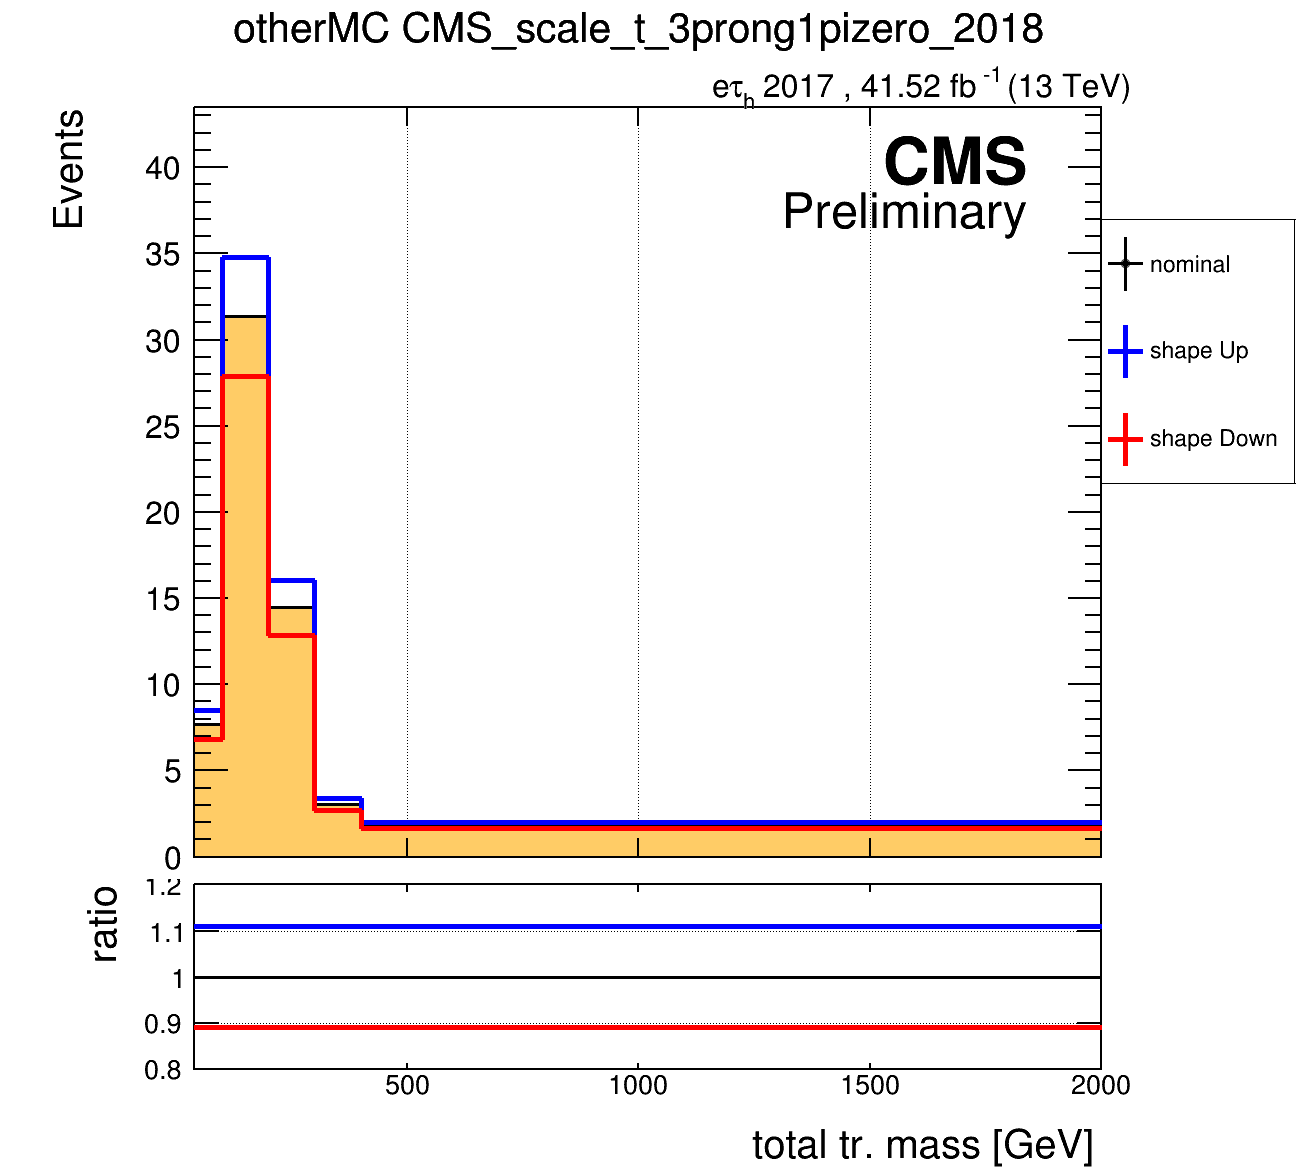 otherMC CMS_scale_t_3prong1pizero_2018
eτh 2017 , 41.52 fb -1 (13 TeV)
Events
CMS
Preliminary
40
35
30
25
20
15
10
5
0
nominal
shape Up
shape Down
ratio
1.2
1.1
1
0.9
0.8
500
1000
1500
2000
total tr. mass [GeV]